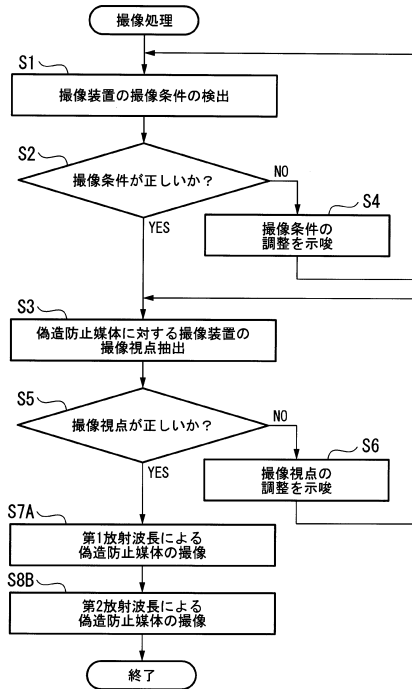 撮像処理
S1
撮像装置の撮像条件の検出
S2
撮像条件が正しいか？
NO
YES
S4
撮像条件の
調整を示唆
S3
偽造防止媒体に対する撮像装置の
撮像視点抽出
S5
撮像視点が正しいか？
NO
YES
S6
撮像視点の
調整を示唆
S7A
第1放射波長による
偽造防止媒体の撮像
S8B
第2放射波長による
偽造防止媒体の撮像
終了